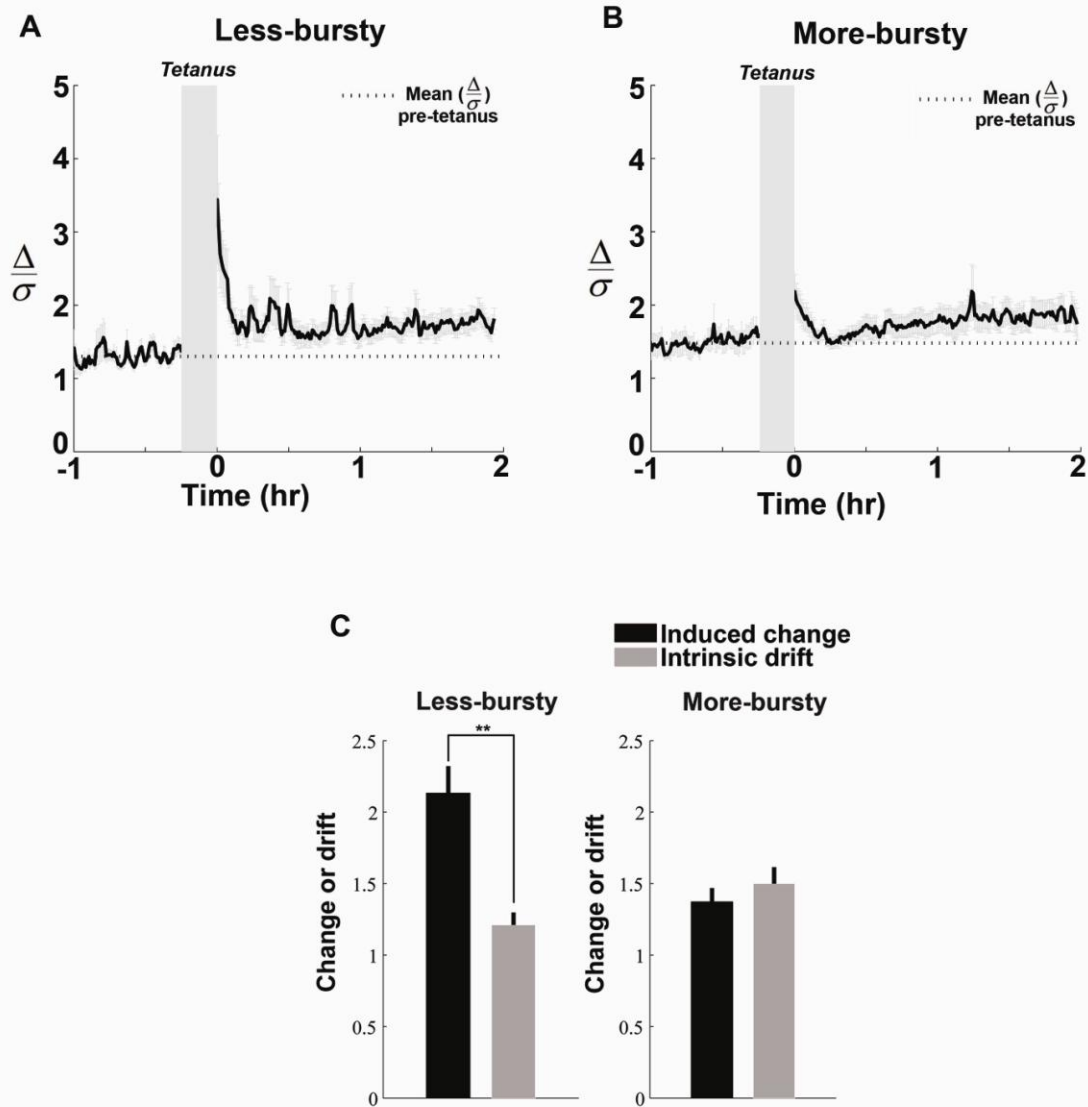 A
Less-bursty
Tetanus
Mean (Δ/σ)
pre-tetanus
5
4
3
2
1
0
Δ/σ
-1
0
1
2
Time (hr)
B
More-bursty
Tetanus
Mean (Δ/σ)
pre-tetanus
5
4
3
2
1
0
Δ/σ
-1
0
1
2
Time (hr)
C
Induced change
Intrinsic drift
Less-bursty
**
2.5
2
1.5
1
0.5
0
Change or drift
More-bursty
2.5
2
1.5
1
0.5
0
Change or drift